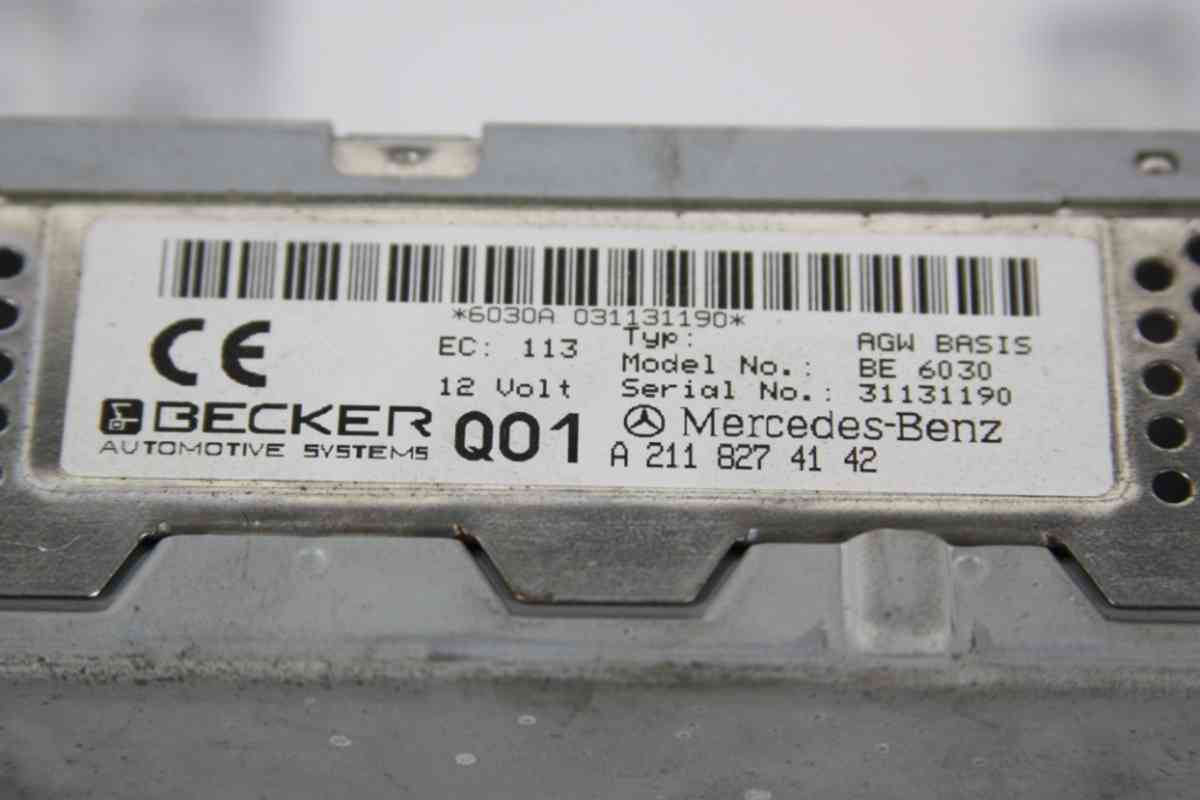 *6030A 031131190*
CE
EC: 113
12 Volt
Typ: AGW BASIS
Model No.: BE 6030
Serial No.: 31131190
BECKER
AUTOMOTIVE SYSTEMS
Q01
Mercedes-Benz
A 211 827 41 42